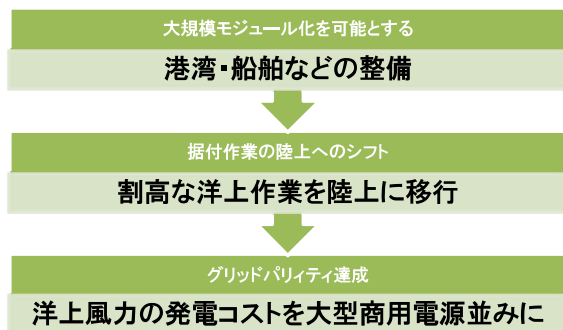 大規模モジュール化を可能とする
港湾・船舶などの整備
据付作業の陸上へのシフト
割高な洋上作業を陸上に移行
グリッドパリィティ達成
洋上風力の発電コストを大型商用電源並みに